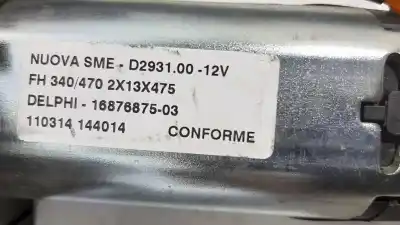 NUOVA SME - D2931.00 -12V
FH 340/470 2X13X475
DELPHI - 16876875-03
110314 144014 CONFORME